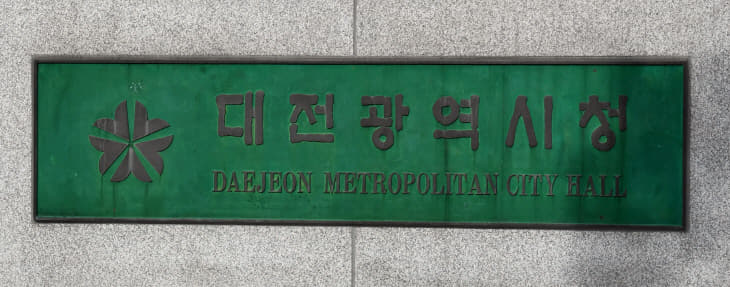 대전광역시청
DAEJEON METROPOLITAN CITY HALL